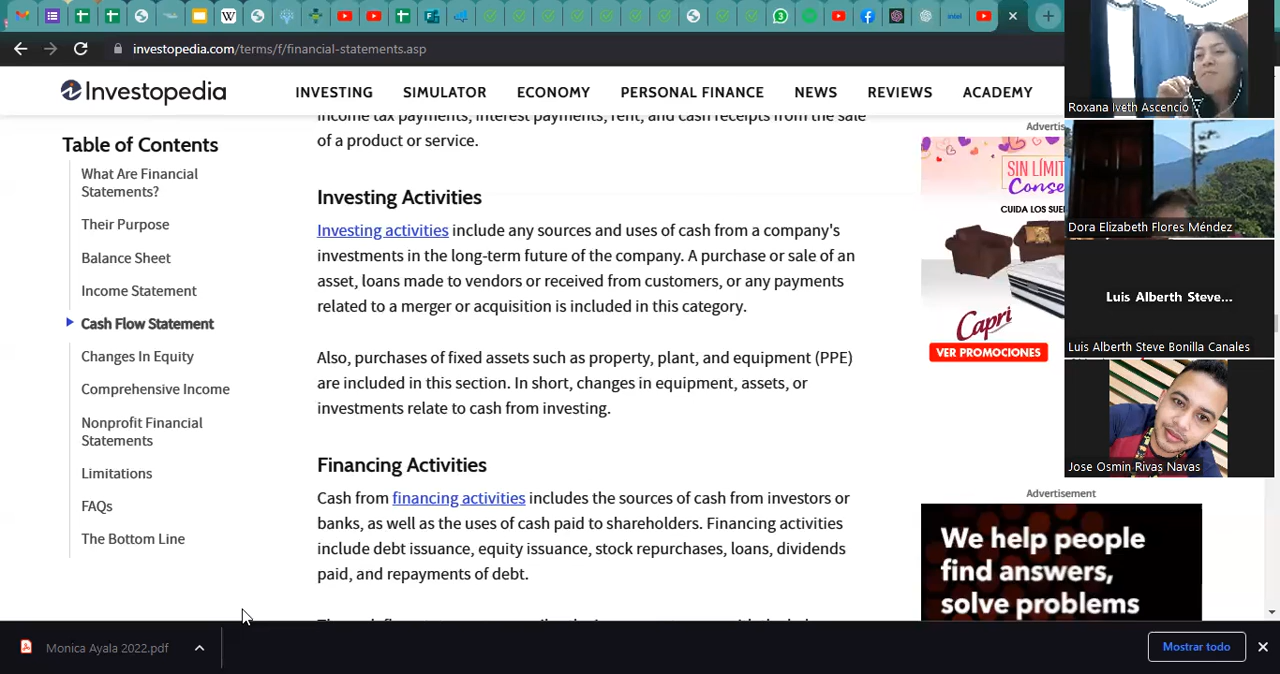 investopedia.com/terms/f/financial-statements.asp
Investopedia
INVESTING SIMULATOR ECONOMY PERSONAL FINANCE NEWS REVIEWS ACADEMY
Table of Contents
What Are Financial
Statements?
Their Purpose
Balance Sheet
Income Statement
Cash Flow Statement
Changes In Equity
Comprehensive Income
Nonprofit Financial
Statements
Limitations
FAQs
The Bottom Line
income tax payments, interest payments, rent, and cash receipts from the sale
of a product or service.
Investing Activities
Investing activities include any sources and uses of cash from a company's
investments in the long-term future of the company. A purchase or sale of an
asset, loans made to vendors or received from customers, or any payments
related to a merger or acquisition is included in this category.
Also, purchases of fixed assets such as property, plant, and equipment (PPE)
are included in this section. In short, changes in equipment, assets, or
investments relate to cash from investing.
Financing Activities
Cash from financing activities includes the sources of cash from investors or
banks, as well as the uses of cash paid to shareholders. Financing activities
include debt issuance, equity issuance, stock repurchases, loans, dividends
paid, and repayments of debt.
Advertis
SIN LÍMIT
Conse
CUIDA LOS SUE
Capri
VER PROMOCIONES
Advertisement
We help people
find answers,
solve problems
Roxana Iveth Ascencio
Dora Elizabeth Flores Méndez
Luis Alberth Steve...
Luis Alberth Steve Bonilla Canales
Jose Osmin Rivas Navas
Monica Ayala 2022.pdf
Mostrar todo